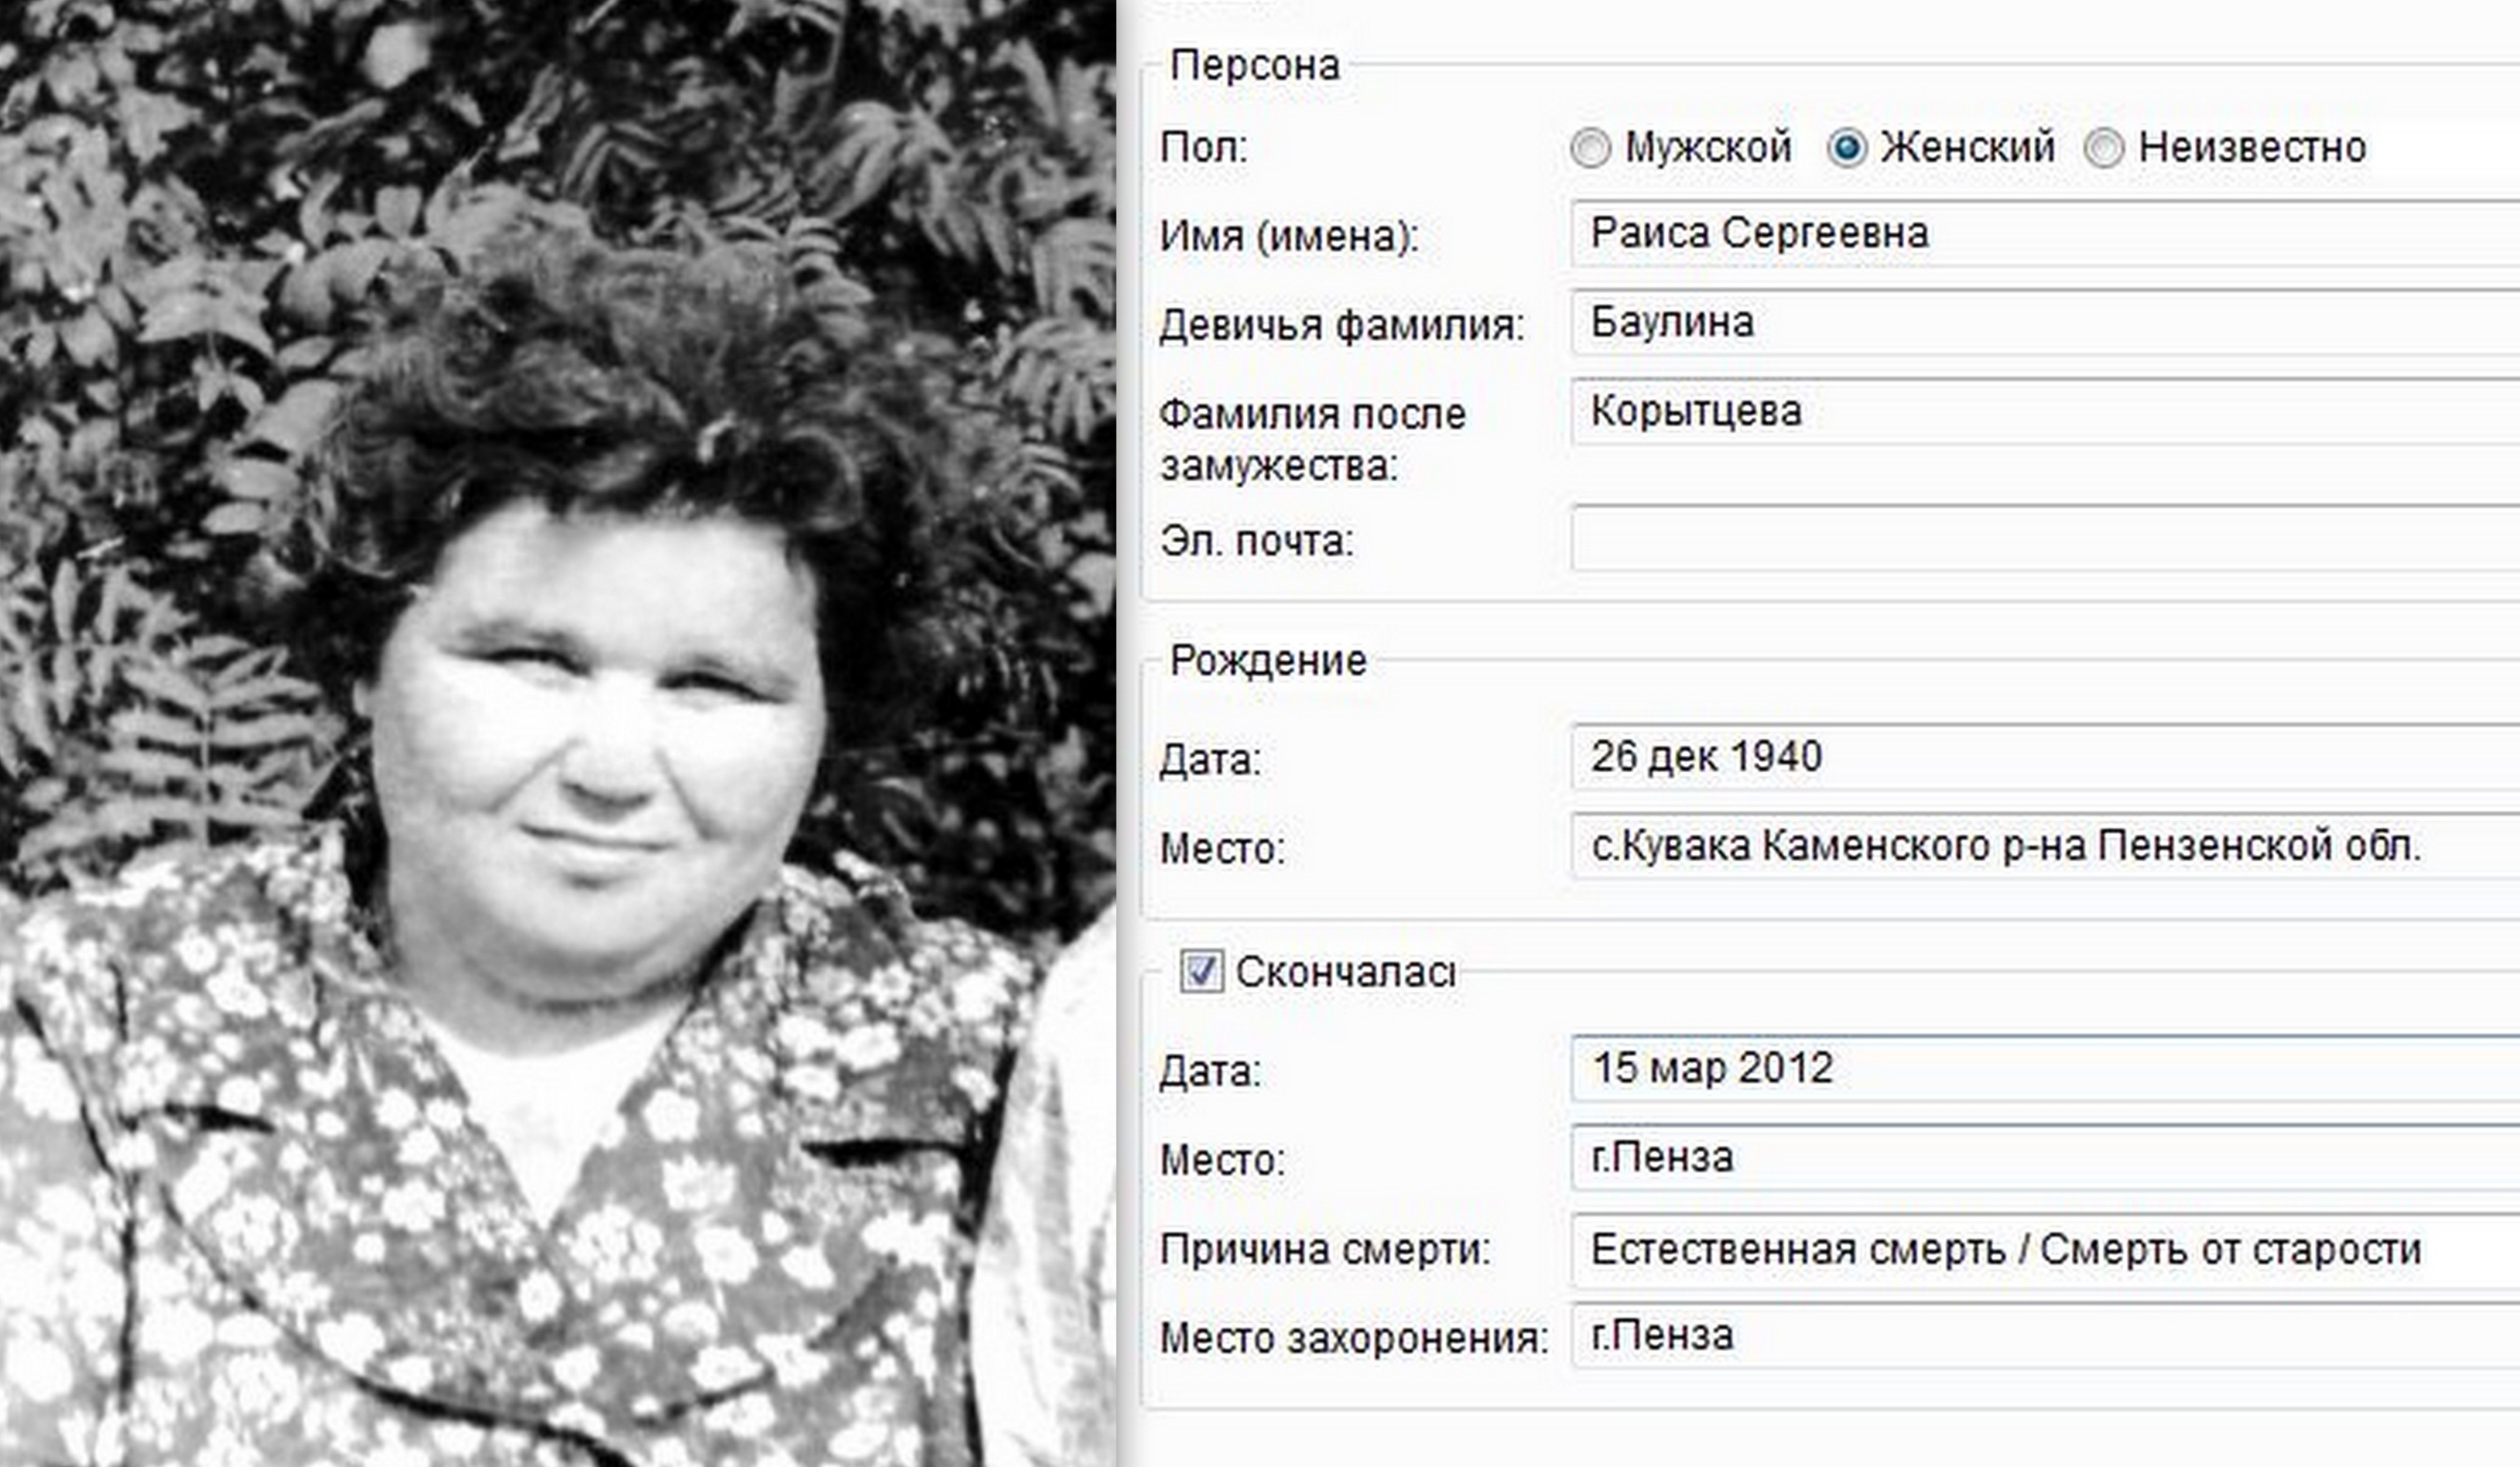 Персона
Пол: Мужской Женский Неизвестно
Имя (имена): Раиса Сергеевна
Девичья фамилия: Баулина
Фамилия после замужества: Корытцева
Эл. почта:
Рождение
Дата: 26 дек 1940
Место: с.Кувака Каменского р-на Пензенской обл.
Скончалась
Дата: 15 мар 2012
Место: г.Пенза
Причина смерти: Естественная смерть / Смерть от старости
Место захоронения: г.Пенза